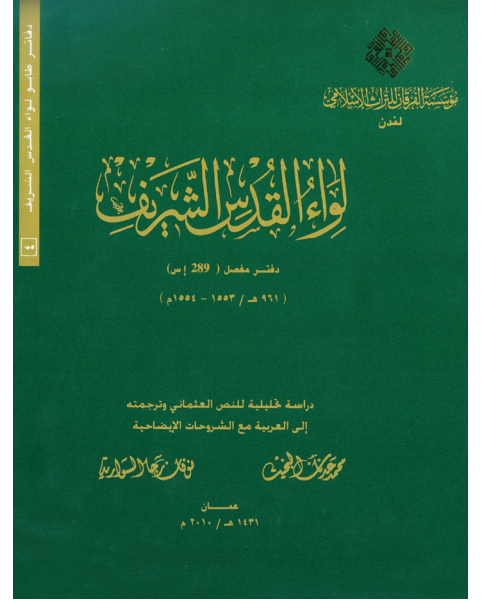 مؤسسة الفرقان للتراث الإسلامي
لندن
لواء القدس الشريف
دفتر مفصل ( 289 إس)
( ٩٦١ هـ / ١٥٥٣ - ١٥٥٤م )
دراسة تحليلية للنص العثماني وترجمته
إلى العربية مع الشروحات الإيضاحية
محمد عدنان البخيت
نوفان رجا السوارية
عمان
١٤٣١ هـ / ٢٠١٠ م
دفاتر طابو لواء القدس الشريف